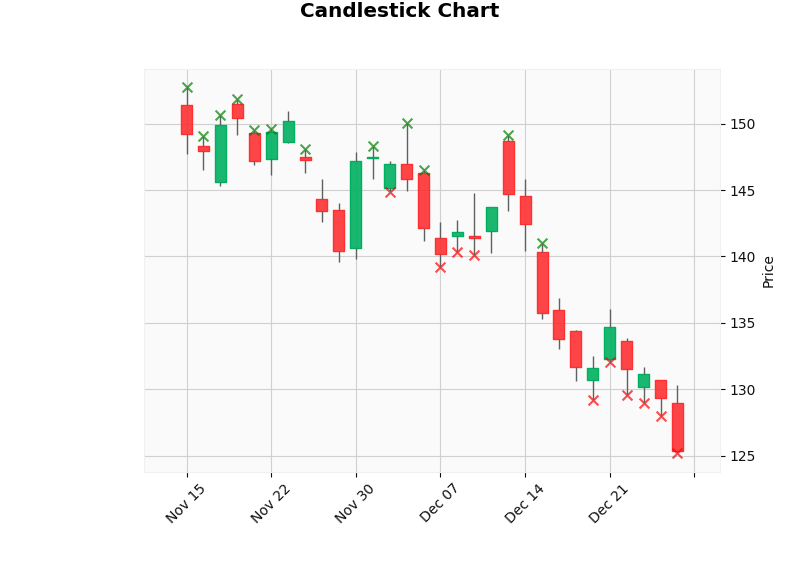 Candlestick Chart
150
145
140
135
130
125
Price
Nov 15
Nov 22
Nov 30
Dec 07
Dec 14
Dec 21